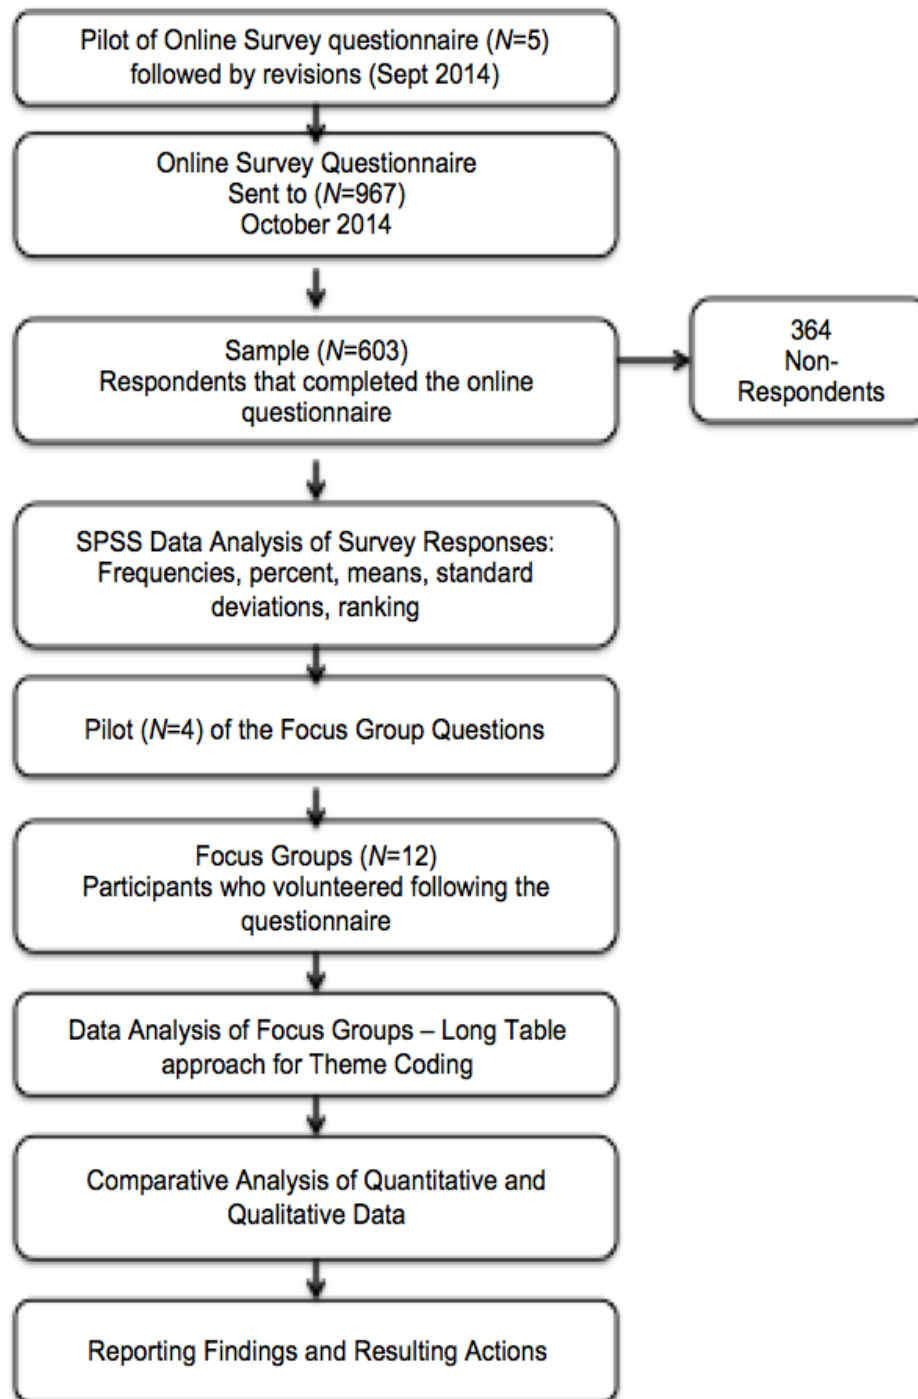 Pilot of Online Survey questionnaire (N=5)
followed by revisions (Sept 2014)
Online Survey Questionnaire
Sent to (N=967)
October 2014
Sample (N=603)
Respondents that completed the online
questionnaire
364
Non-
Respondents
SPSS Data Analysis of Survey Responses:
Frequencies, percent, means, standard
deviations, ranking
Pilot (N=4) of the Focus Group Questions
Focus Groups (N=12)
Participants who volunteered following the
questionnaire
Data Analysis of Focus Groups – Long Table
approach for Theme Coding
Comparative Analysis of Quantitative and
Qualitative Data
Reporting Findings and Resulting Actions